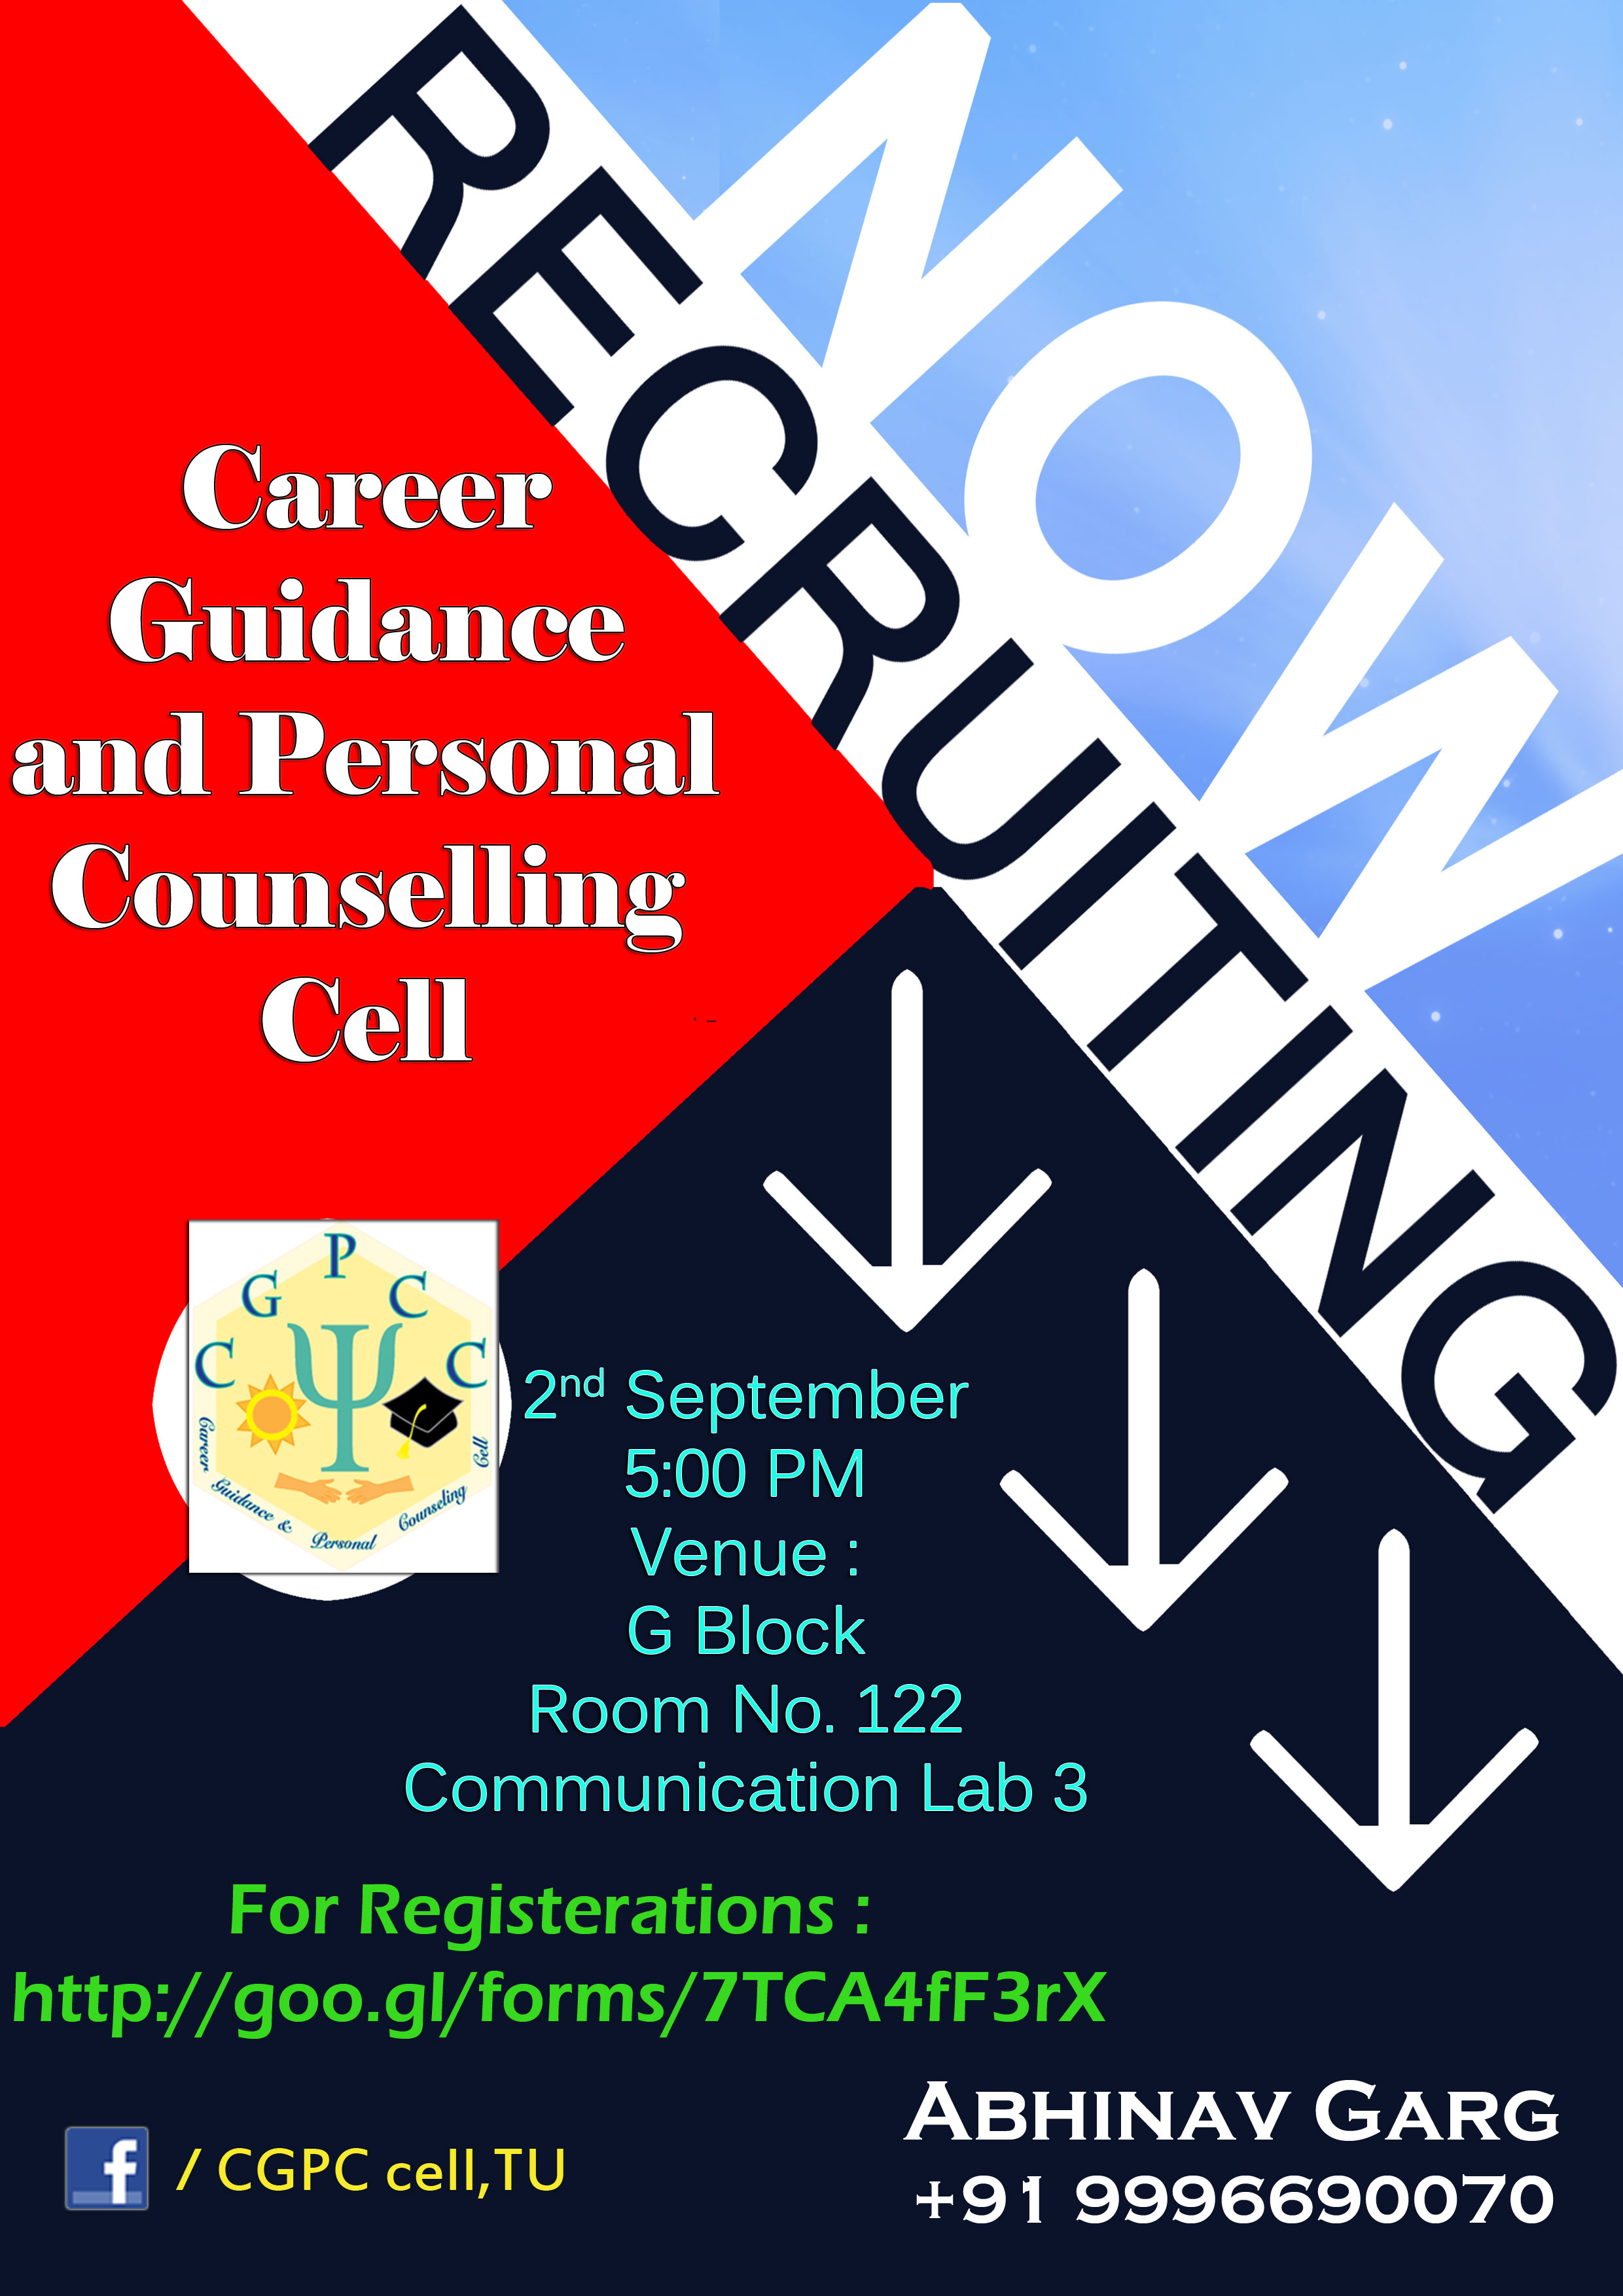 NOW
RECRUITING
Career
Guidance
and Personal
Counselling
Cell
C G P C C
Career Guidance & Personal Counseling Cell
2nd September
5:00 PM
Venue :
G Block
Room No. 122
Communication Lab 3
For Registerations :
http://goo.gl/forms/7TCA4fF3rX
f / CGPC cell,TU
ABHINAV GARG
+91 9996690070